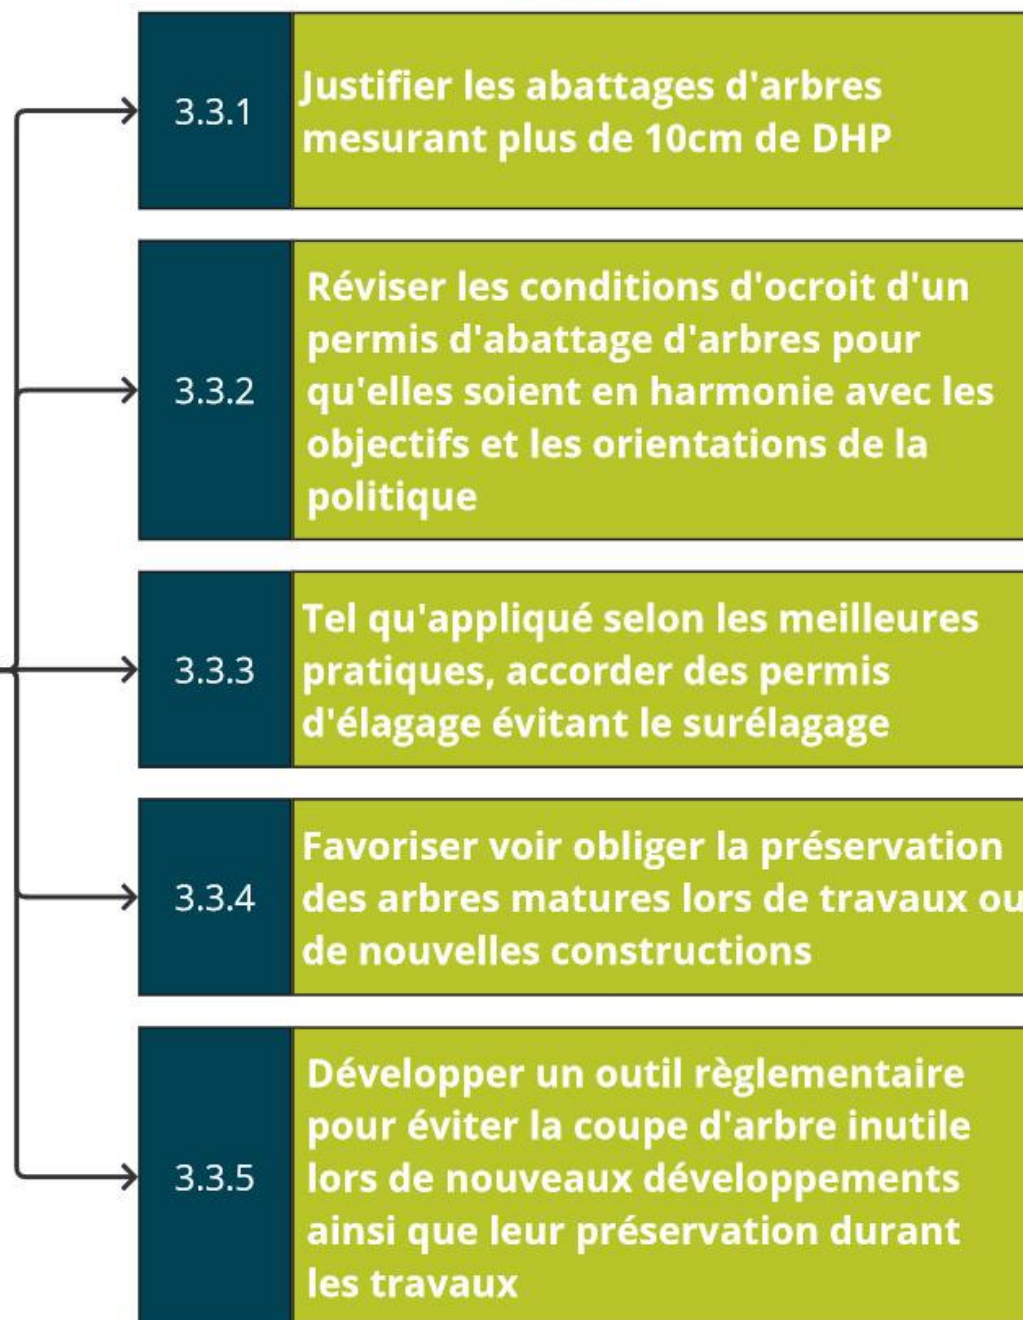 3.3.1
Justifier les abattages d'arbres
mesurant plus de 10cm de DHP
3.3.2
Réviser les conditions d'ocroit d'un
permis d'abattage d'arbres pour
qu'elles soient en harmonie avec les
objectifs et les orientations de la
politique
3.3.3
Tel qu'appliqué selon les meilleures
pratiques, accorder des permis
d'élagage évitant le surélagage
3.3.4
Favoriser voir obliger la préservation
des arbres matures lors de travaux ou
de nouvelles constructions
3.3.5
Développer un outil règlementaire
pour éviter la coupe d'arbre inutile
lors de nouveaux développements
ainsi que leur préservation durant
les travaux